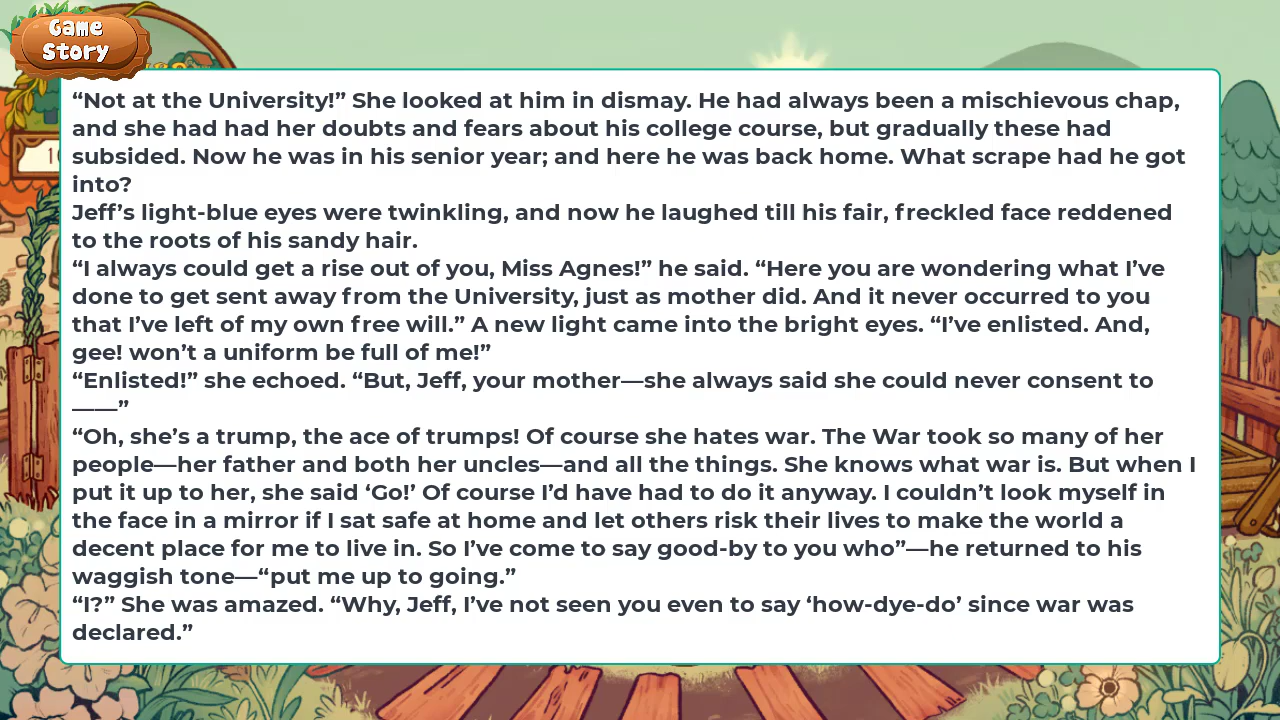 Game
Story
“Not at the University!” She looked at him in dismay. He had always been a mischievous chap,
and she had had her doubts and fears about his college course, but gradually these had
subsided. Now he was in his senior year; and here he was back home. What scrape had he got
into?
Jeff’s light-blue eyes were twinkling, and now he laughed till his fair, freckled face reddened
to the roots of his sandy hair.
“I always could get a rise out of you, Miss Agnes!” he said. “Here you are wondering what I’ve
done to get sent away from the University, just as mother did. And it never occurred to you
that I’ve left of my own free will.” A new light came into the bright eyes. “I’ve enlisted. And,
gee! won’t a uniform be full of me!”
“Enlisted!” she echoed. “But, Jeff, your mother—she always said she could never consent to
——”
“Oh, she’s a trump, the ace of trumps! Of course she hates war. The War took so many of her
people—her father and both her uncles—and all the things. She knows what war is. But when I
put it up to her, she said ‘Go!’ Of course I’d have had to do it anyway. I couldn’t look myself in
the face in a mirror if I sat safe at home and let others risk their lives to make the world a
decent place for me to live in. So I’ve come to say good-by to you who”—he returned to his
waggish tone—“put me up to going.”
“I?” She was amazed. “Why, Jeff, I’ve not seen you even to say ‘how-dye-do’ since war was
declared.”